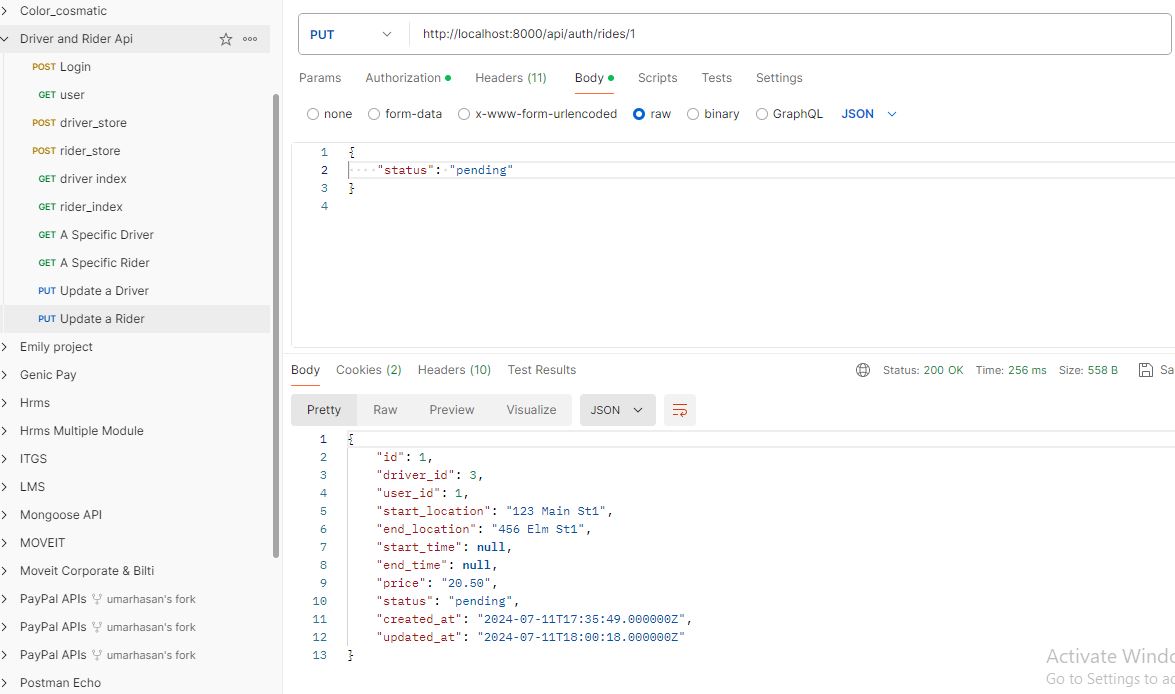 Color_cosmatic
Driver and Rider Api
POST Login
GET user
POST driver_store
POST rider_store
GET driver index
GET rider_index
GET A Specific Driver
GET A Specific Rider
PUT Update a Driver
PUT Update a Rider
Emily project
Genic Pay
Hrms
Hrms Multiple Module
ITGS
LMS
Mongoose API
MOVEIT
Moveit Corporate & Bilti
PayPal APIs umarhasan's fork
PayPal APIs umarhasan's fork
PayPal APIs umarhasan's fork
Postman Echo
PUT http://localhost:8000/api/auth/rides/1
Params Authorization Headers (11) Body Scripts Tests Settings
none form-data x-www-form-urlencoded raw binary GraphQL JSON
1 {
2 "status": "pending"
3 }
4
Body Cookies (2) Headers (10) Test Results Status: 200 OK Time: 256 ms Size: 558 B Sa
Pretty Raw Preview Visualize JSON
1 {
2 "id": 1,
3 "driver_id": 3,
4 "user_id": 1,
5 "start_location": "123 Main St1",
6 "end_location": "456 Elm St1",
7 "start_time": null,
8 "end_time": null,
9 "price": "20.50",
10 "status": "pending",
11 "created_at": "2024-07-11T17:35:49.000000Z",
12 "updated_at": "2024-07-11T18:00:18.000000Z"
13 }
Activate Windo
Go to Settings to ac